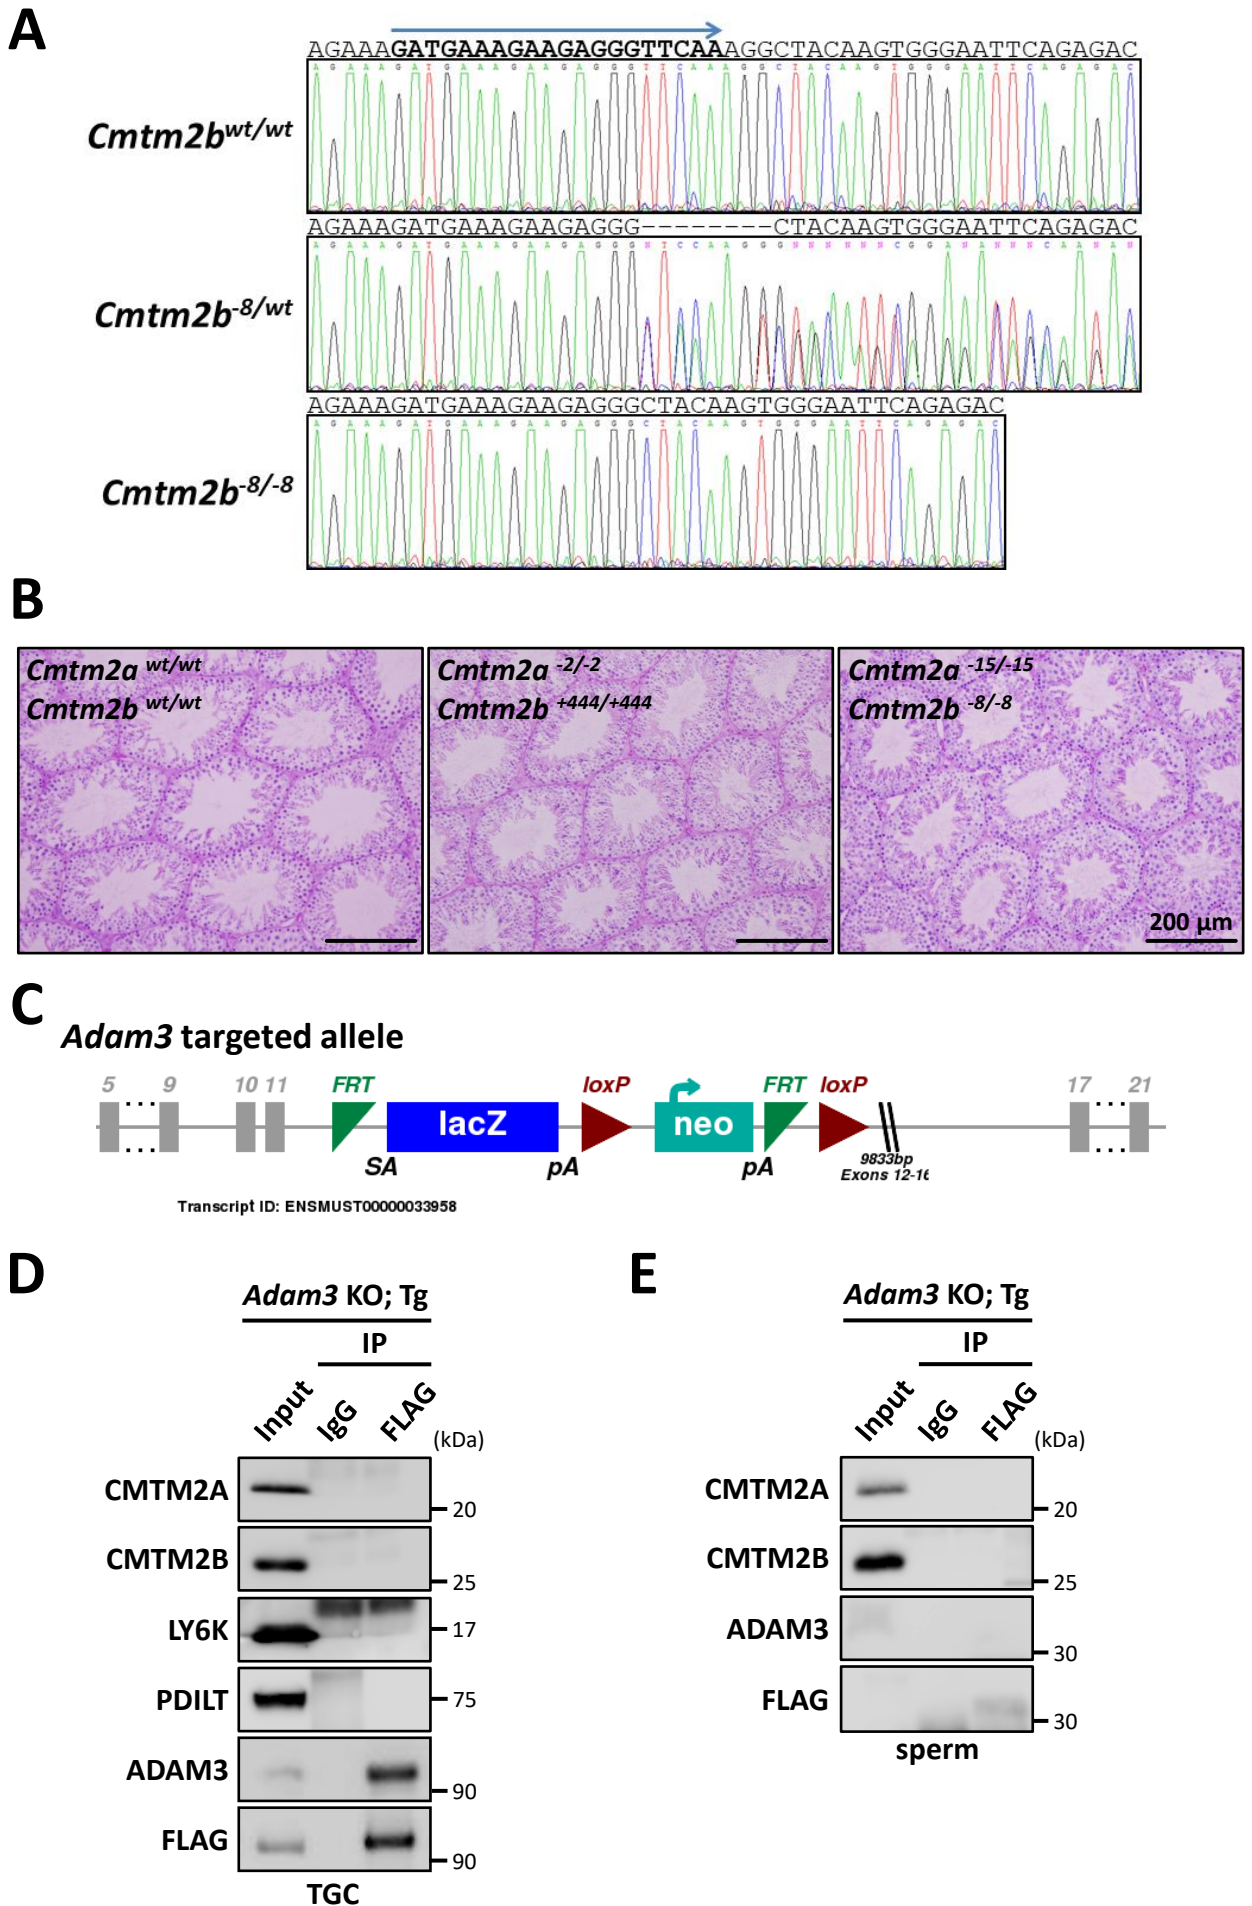 A
AGAAAGATGAAAGAAGAGGGTTCAAAGGCTACAAGTGGGAATTCAGAGAC
AGAAAGATGAAAGAAGAGGGTTCAAAGGCTACAAGTGGGAATTCAGAGAC
Cmtm2b wt/wt
AGAAAGATGAAAGAAGAGGG--------CTACAAGTGGGAATTCAGAGAC
AGAAAGATGAAAGAAGAGGGNTCCAAGGGNNNNNNCGGANANNNCAANAN
Cmtm2b -8/wt
AGAAAGATGAAAGAAGAGGGCTACAAGTGGGAATTCAGAGAC
AGAAAGATGAAAGAAGAGGGCTACAAGTGGGAATTCAGAGAC
Cmtm2b -8/-8
B
Cmtm2a wt/wt
Cmtm2b wt/wt
Cmtm2a -2/-2
Cmtm2b +444/+444
Cmtm2a -15/-15
Cmtm2b -8/-8
200 μm
C
Adam3 targeted allele
5 9 10 11 FRT loxP FRT loxP 17 21
lacZ neo
SA pA pA
9833bp
Exons 12-16
Transcript ID: ENSMUST00000033958
D
Adam3 KO; Tg
IP
Input IgG FLAG
(kDa)
CMTM2A
20
CMTM2B
25
LY6K
17
PDILT
75
ADAM3
90
FLAG
90
TGC
E
Adam3 KO; Tg
IP
Input IgG FLAG
(kDa)
CMTM2A
20
CMTM2B
25
ADAM3
30
FLAG
30
sperm